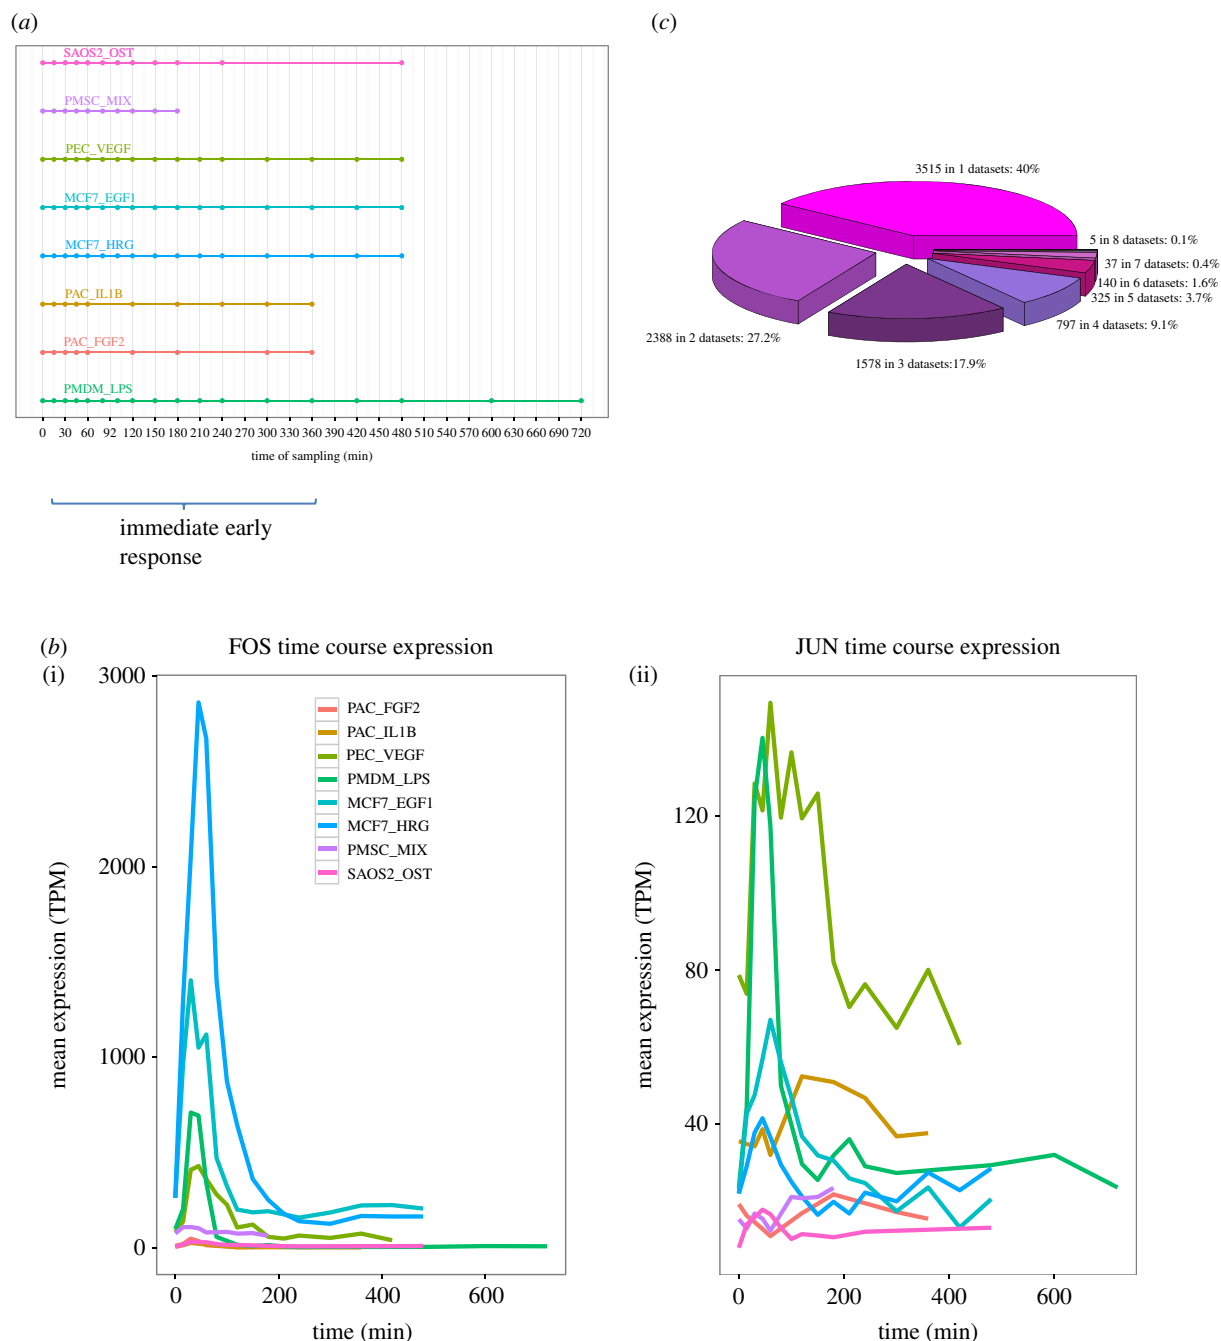 (a)
SAOS2_OST
PMSC_MIX
PEC_VEGF
MCF7_EGF1
MCF7_HRG
PAC_IL1B
PAC_FGF2
PMDM_LPS
0 30 60 92 120 150 180 210 240 270 300 330 360 390 420 450 480 510 540 570 600 630 660 690 720
time of sampling (min)
immediate early
response
(c)
3515 in 1 datasets: 40%
5 in 8 datasets: 0.1%
37 in 7 datasets: 0.4%
140 in 6 datasets: 1.6%
325 in 5 datasets: 3.7%
797 in 4 datasets: 9.1%
2388 in 2 datasets: 27.2%
1578 in 3 datasets:17.9%
(b)
FOS time course expression
(i)
3000
2000
1000
0
mean expression (TPM)
PAC_FGF2
PAC_IL1B
PEC_VEGF
PMDM_LPS
MCF7_EGF1
MCF7_HRG
PMSC_MIX
SAOS2_OST
0 200 400 600
time (min)
JUN time course expression
(ii)
120
80
40
mean expression (TPM)
0 200 400 600
time (min)